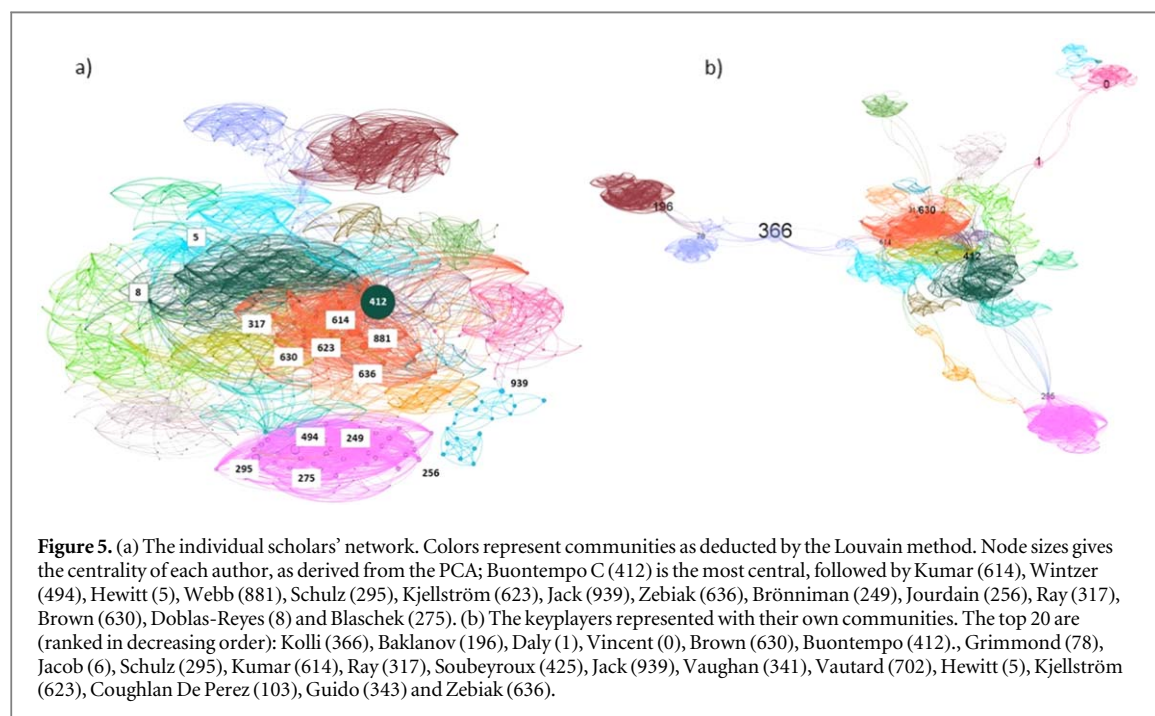 a)
b)
0
1
196
366
630
412
295
5
8
412
317
614
881
630
623
636
939
494
249
295
275
256
Figure 5. (a) The individual scholars' network. Colors represent communities as deducted by the Louvain method. Node sizes gives
the centrality of each author, as derived from the PCA; Buontempo C (412) is the most central, followed by Kumar (614), Wintzer
(494), Hewitt (5), Webb (881), Schulz (295), Kjellström (623), Jack (939), Zebiak (636), Brönniman (249), Jourdain (256), Ray (317),
Brown (630), Doblas-Reyes (8) and Blaschek (275). (b) The keyplayers represented with their own communities. The top 20 are
(ranked in decreasing order): Kolli (366), Baklanov (196), Daly (1), Vincent (0), Brown (630), Buontempo (412)., Grimmond (78),
Jacob (6), Schulz (295), Kumar (614), Ray (317), Soubeyroux (425), Jack (939), Vaughan (341), Vautard (702), Hewitt (5), Kjellström
(623), Coughlan De Perez (103), Guido (343) and Zebiak (636).